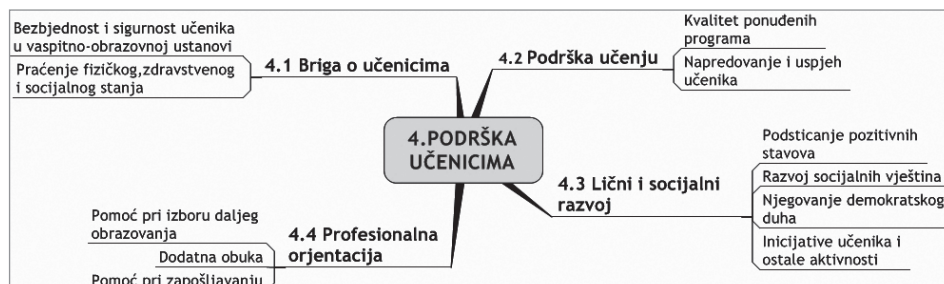 Bezbjednost i sigurnost učenika
u vaspitno-obrazovnoj ustanovi
Praćenje fizičkog,zdravstvenog
i socijalnog stanja
4.1 Briga o učenicima
4.2 Podrška učenju
Kvalitet ponuđenih
programa
Napredovanje i uspjeh
učenika
4.PODRŠKA
UČENICIMA
4.3 Lični i socijalni
razvoj
Podsticanje pozitivnih
stavova
Razvoj socijalnih vještina
Njegovanje demokratskog
duha
Inicijative učenika i
ostale aktivnosti
Pomoć pri izboru daljeg
obrazovanja
Dodatna obuka
Pomoć pri zapošljavanju
4.4 Profesionalna
orjentacija